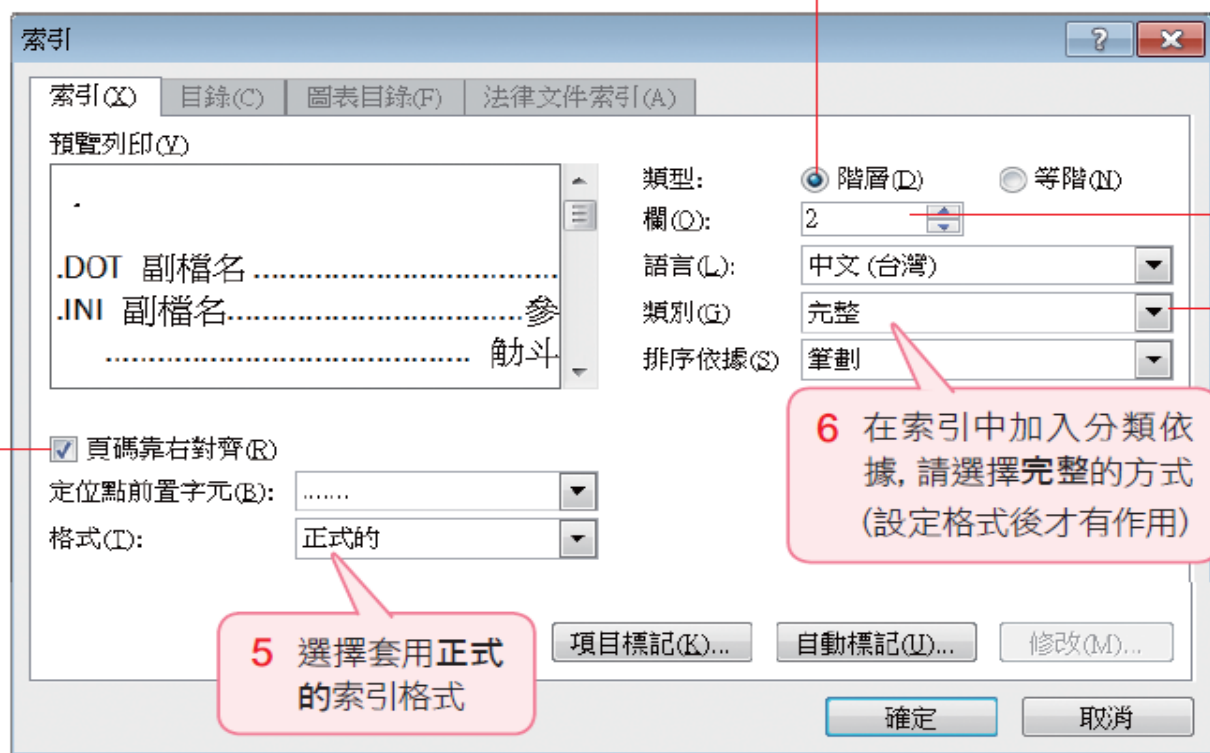 索引
索引(X) 目錄(C) 圖表目錄(F) 法律文件索引(A)
預覽列印(V)
.
.DOT 副檔名 ...................................
.INI 副檔名.................................參
......................................... 觔斗
類型: 階層(D) 等階(N)
欄(O): 2
語言(L): 中文 (台灣)
類別(G) 完整
排序依據(S) 筆劃
6 在索引中加入分類依
據, 請選擇完整的方式
(設定格式後才有作用)
頁碼靠右對齊(R)
定位點前置字元(B): .......
格式(T): 正式的
5 選擇套用正式
的索引格式
項目標記(K)... 自動標記(U)... 修改(M)...
確定 取消